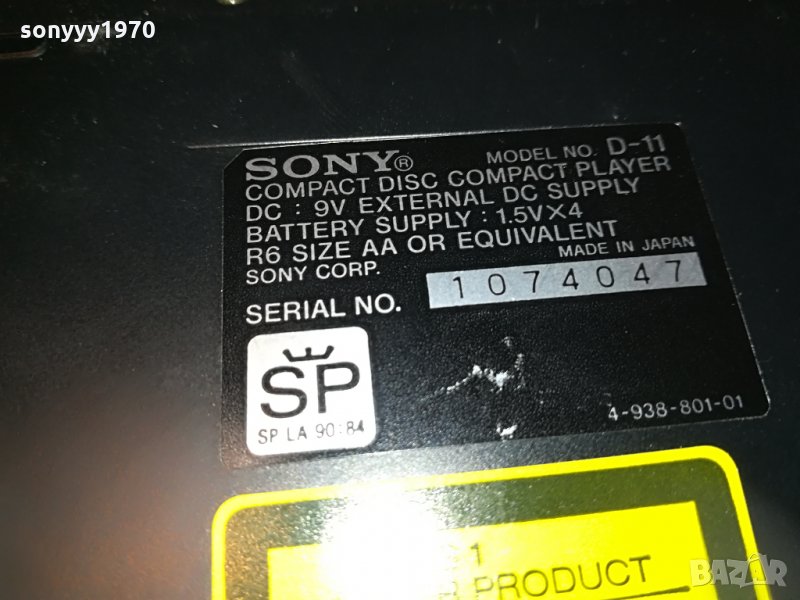 sonyyy1970
SONY® MODEL NO. D-11
COMPACT DISC COMPACT PLAYER
DC : 9V EXTERNAL DC SUPPLY
BATTERY SUPPLY : 1.5V×4
R6 SIZE AA OR EQUIVALENT
SONY CORP. MADE IN JAPAN
SERIAL NO. 1074047
SP
SP LA 90:84
4-938-801-01
1
PRODUCT
BAZAR